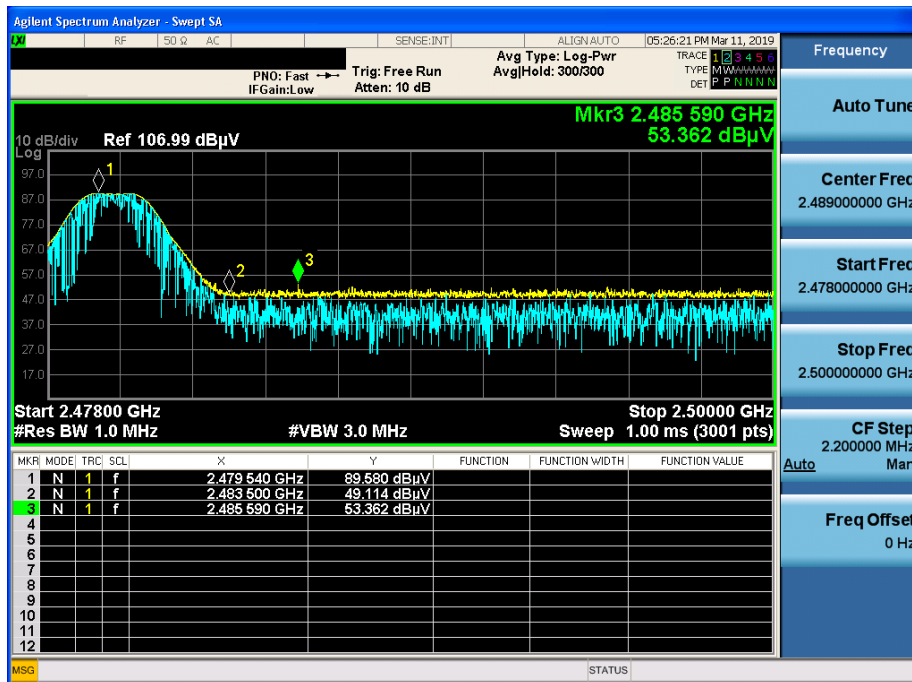 Agilent Spectrum Analyzer - Swept SA
LXI RF 50 Ω AC SENSE:INT ALIGN AUTO 05:26:21 PM Mar 11, 2019
PNO: Fast
IFGain:Low
Trig: Free Run
Atten: 10 dB
Avg Type: Log-Pwr
Avg|Hold: 300/300
TRACE 1 2 3 4 5 6
TYPE M W W W W W
DET P P N N N N
Mkr3 2.485 590 GHz
53.362 dBµV
10 dB/div Ref 106.99 dBµV
Log
97.0
87.0
77.0
67.0
57.0
47.0
37.0
27.0
17.0
1
2
3
Start 2.47800 GHz Stop 2.50000 GHz
#Res BW 1.0 MHz #VBW 3.0 MHz Sweep 1.00 ms (3001 pts)
MKR MODE TRC SCL X Y FUNCTION FUNCTION WIDTH FUNCTION VALUE
1 N 1 f 2.479 540 GHz 89.580 dBµV
2 N 1 f 2.483 500 GHz 49.114 dBµV
3 N 1 f 2.485 590 GHz 53.362 dBµV
4
5
6
7
8
9
10
11
12
MSG STATUS
Frequency
Auto Tune
Center Freq
2.489000000 GHz
Start Freq
2.478000000 GHz
Stop Freq
2.500000000 GHz
CF Step
2.200000 MHz
Auto Man
Freq Offset
0 Hz